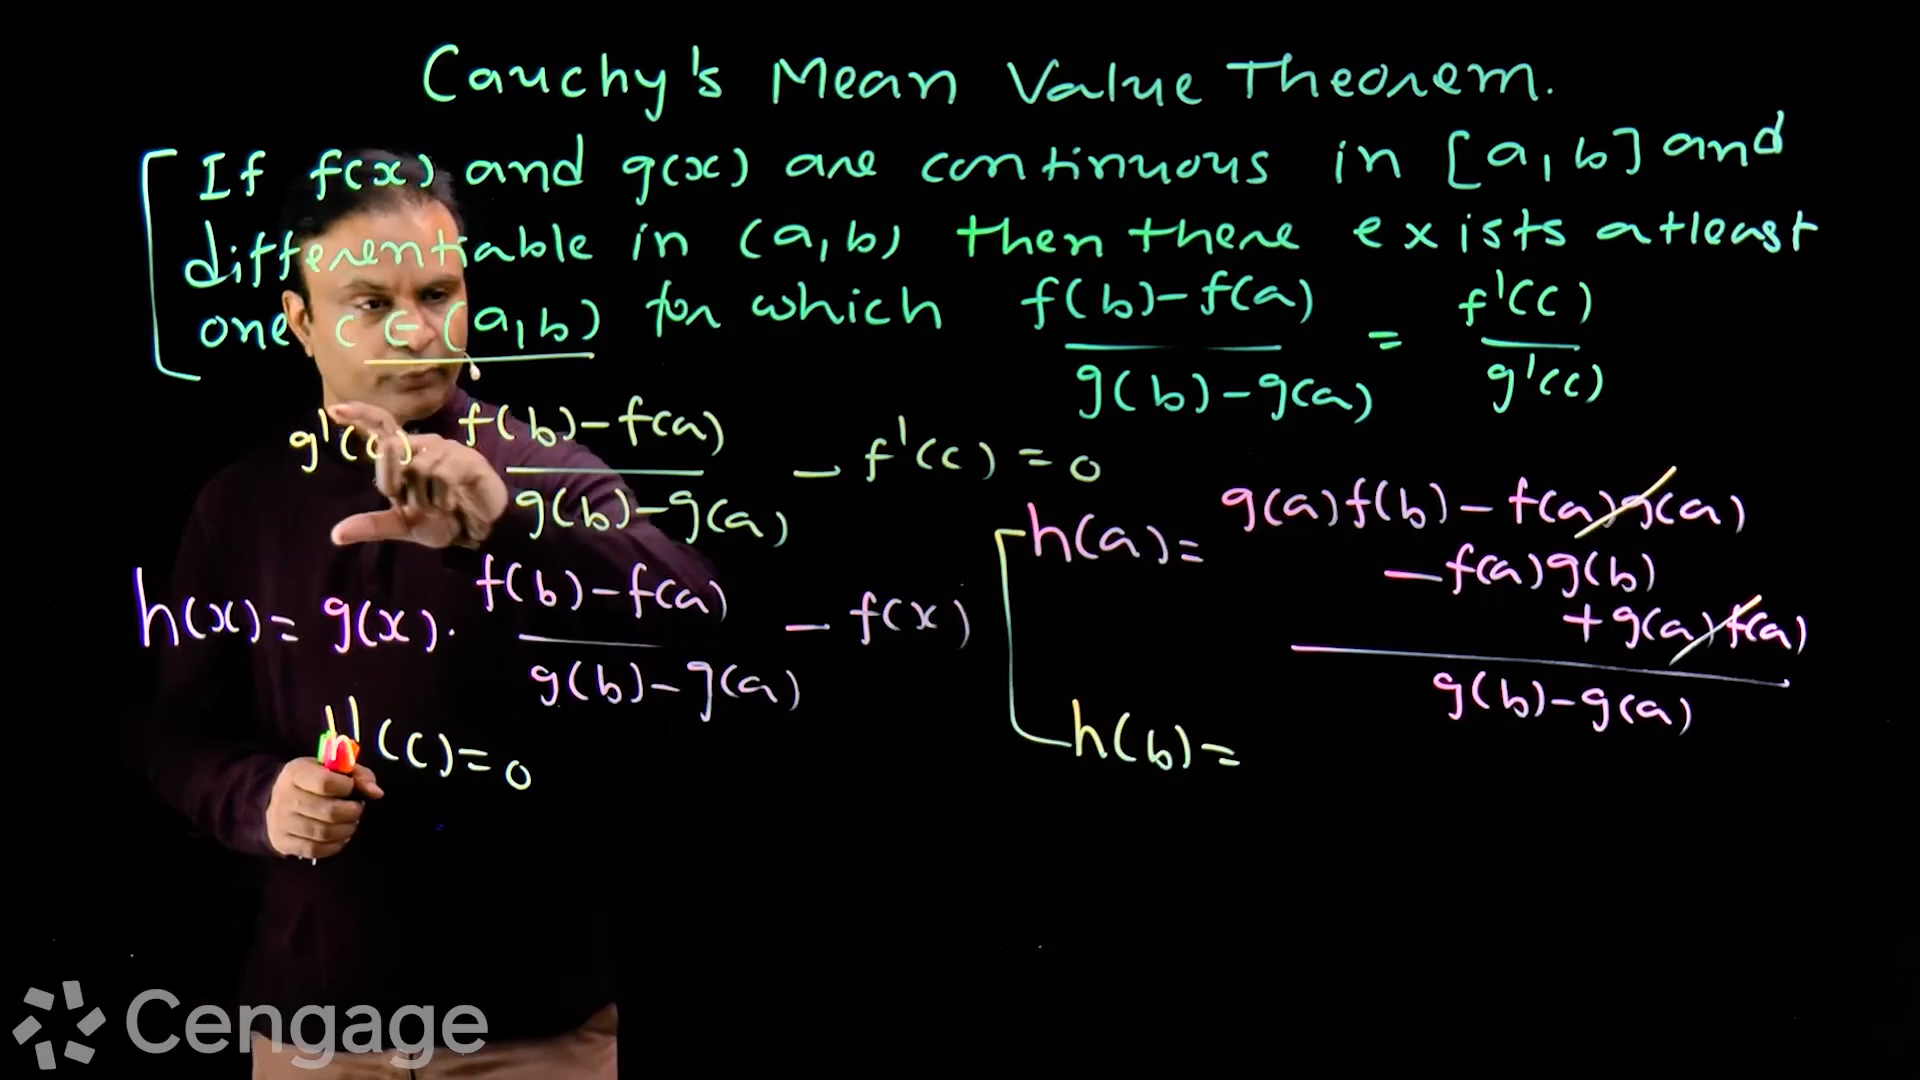 Cauchy's Mean Value Theorem.
If f(x) and g(x) are continuous in [a, b] and
differentiable in (a, b) then there exists atleast
one c ∈ (a, b) for which f(b)-f(a) / g(b)-g(a) = f'(c) / g'(c)
g'(c). f(b)-f(a) / g(b)-g(a) - f'(c) = 0
h(x) = g(x). f(b)-f(a) / g(b)-g(a) - f(x)
h'(c) = 0
h(a) = g(a)f(b) - f(a)g(a)
- f(a)g(b)
+ g(a)f(a)
g(b)-g(a)
h(b) =
Cengage